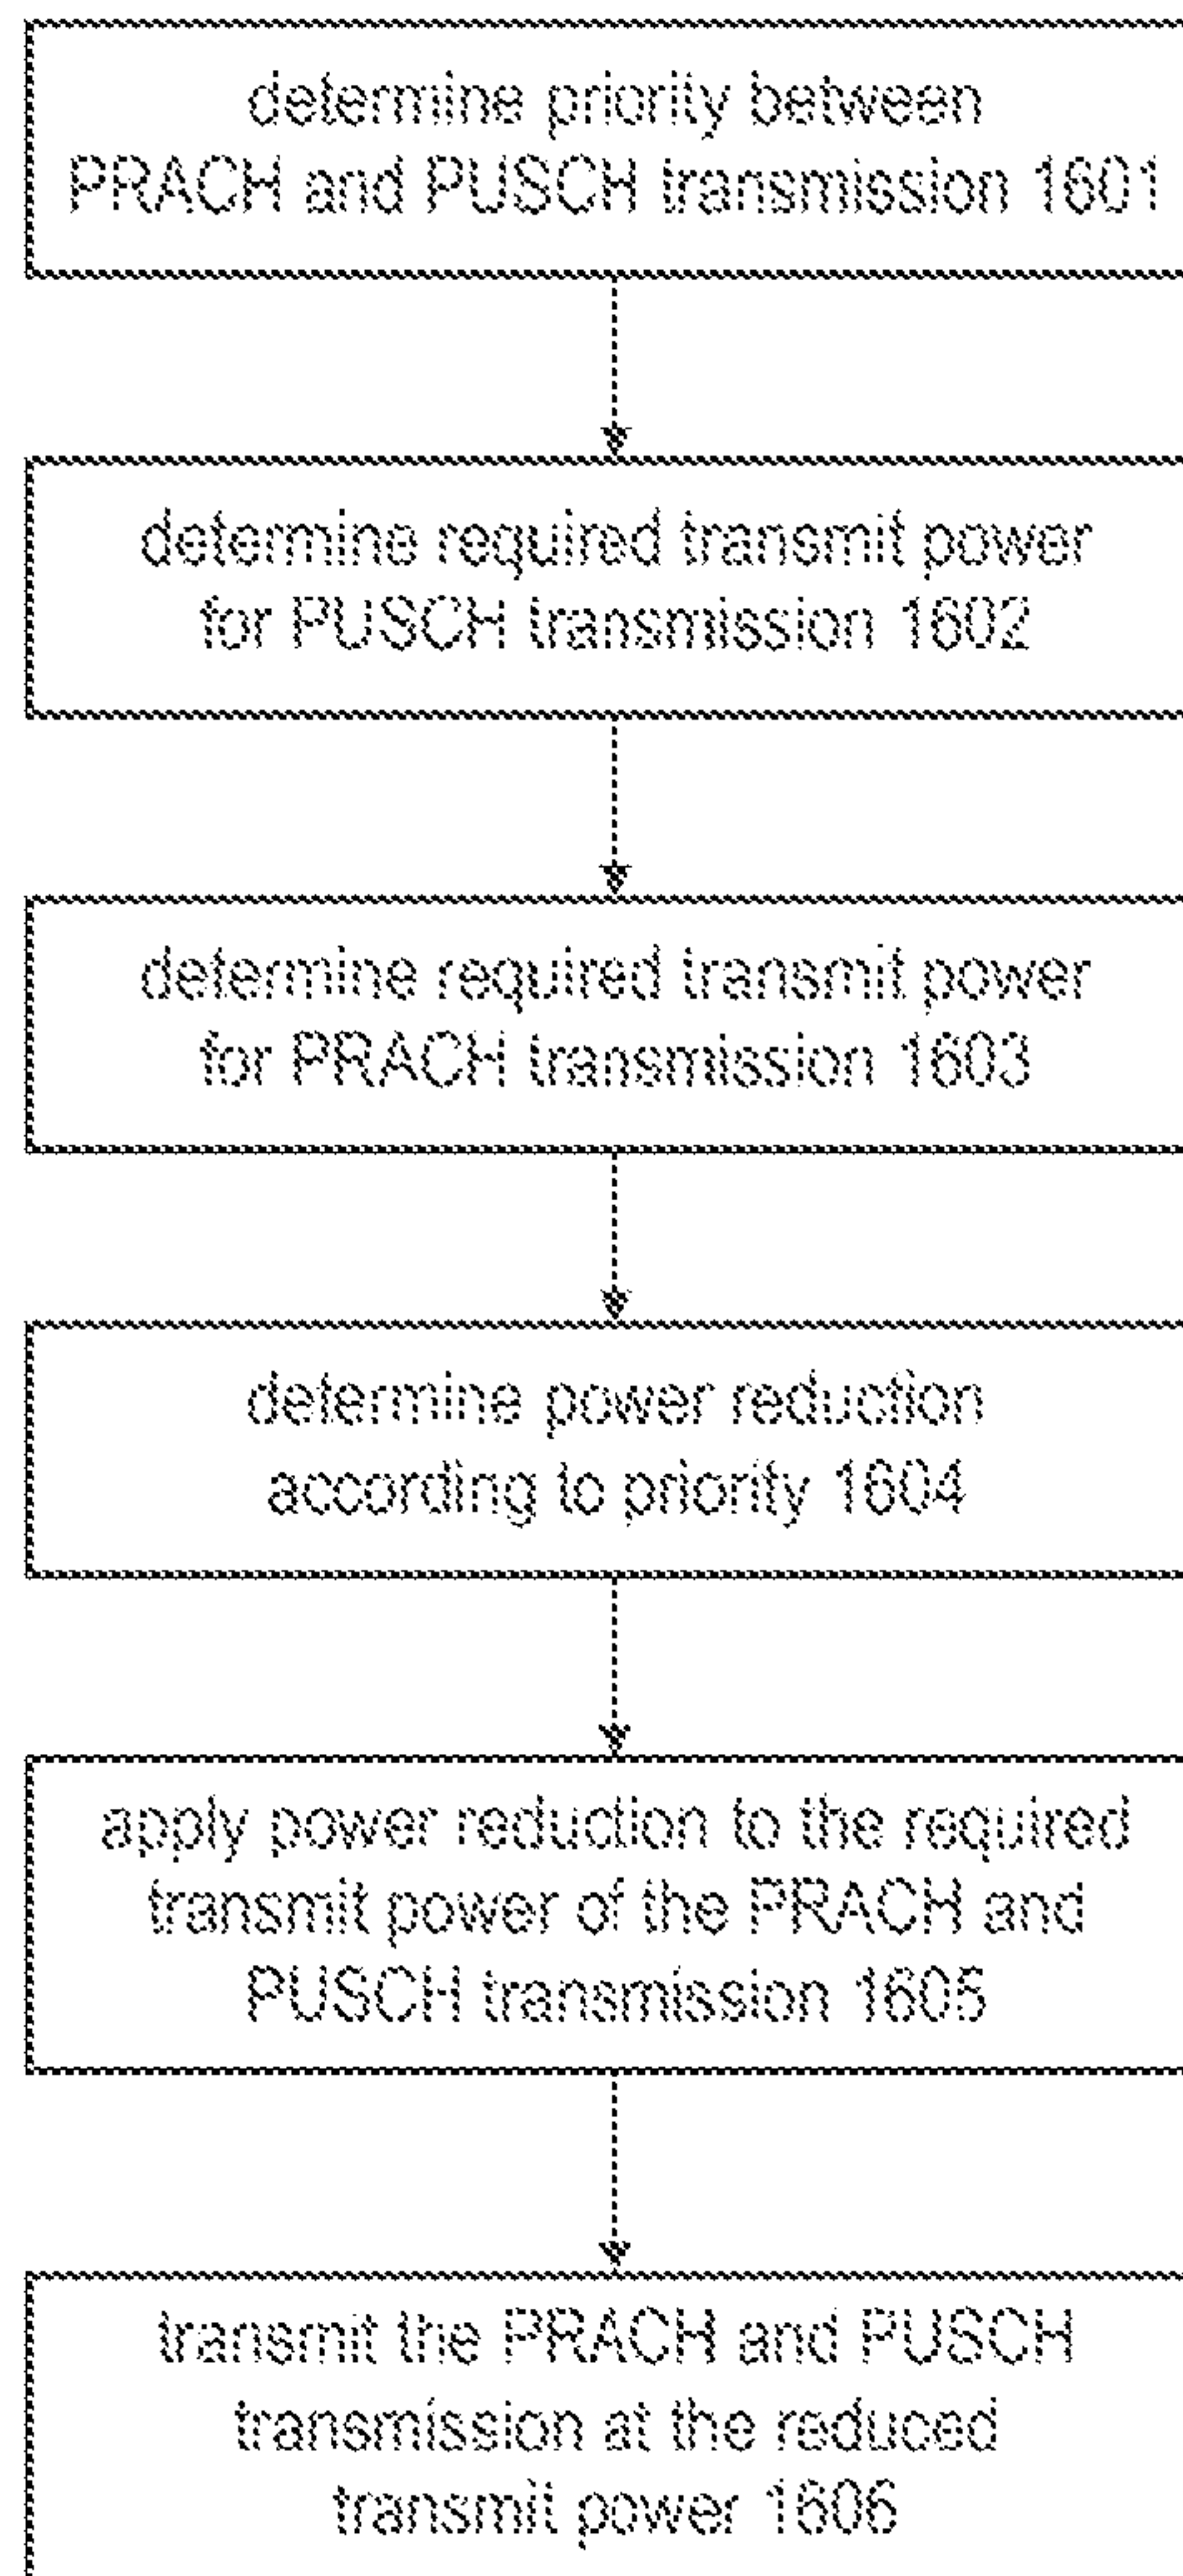 determine priority between
PRACH and PUSCH transmission 1601
determine required transmit power
for PUSCH transmission 1602
determine required transmit power
for PRACH transmission 1603
determine power reduction
according to priority 1604
apply power reduction to the required
transmit power of the PRACH and
PUSCH transmission 1605
transmit the PRACH and PUSCH
transmission at the reduced
transmit power 1606